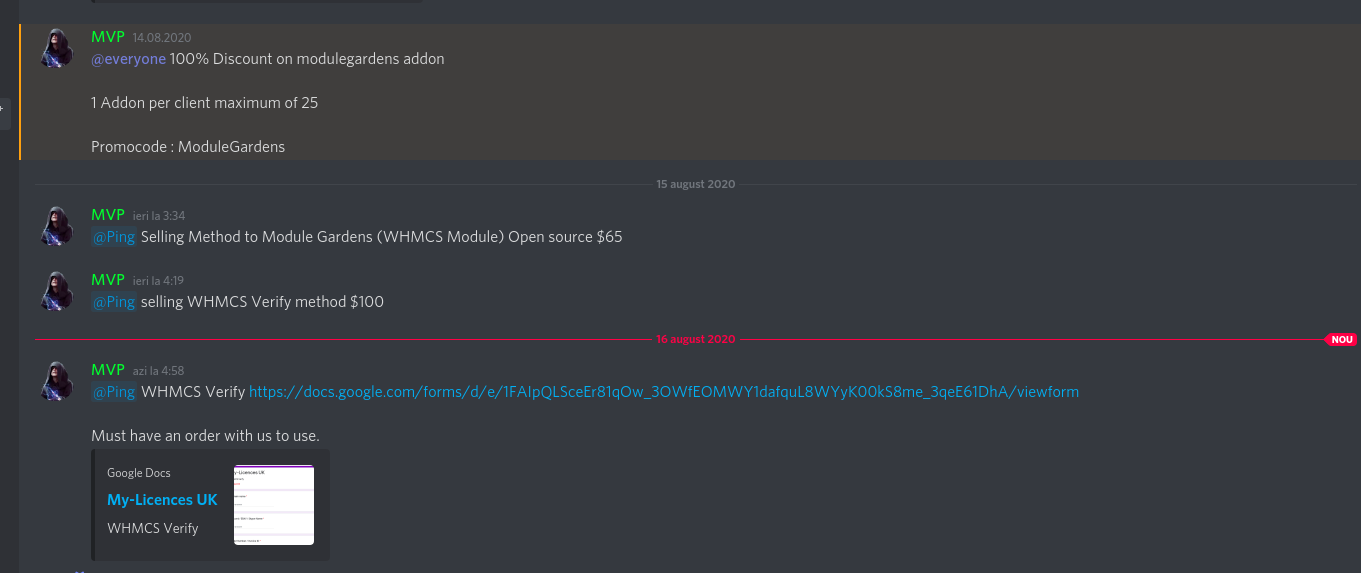 MVP 14.08.2020
@everyone 100% Discount on modulegardens addon
1 Addon per client maximum of 25
Promocode : ModuleGardens
15 august 2020
MVP ieri la 3:34
@Ping Selling Method to Module Gardens (WHMCS Module) Open source $65
MVP ieri la 4:19
@Ping selling WHMCS Verify method $100
16 august 2020 NOU
MVP azi la 4:58
@Ping WHMCS Verify https://docs.google.com/forms/d/e/1FAIpQLSceEr81qOw_3OWfEOMWY1dafquL8WYyK00kS8me_3qeE61DhA/viewform
Must have an order with us to use.
Google Docs
My-Licences UK
WHMCS Verify
y-Licences UK